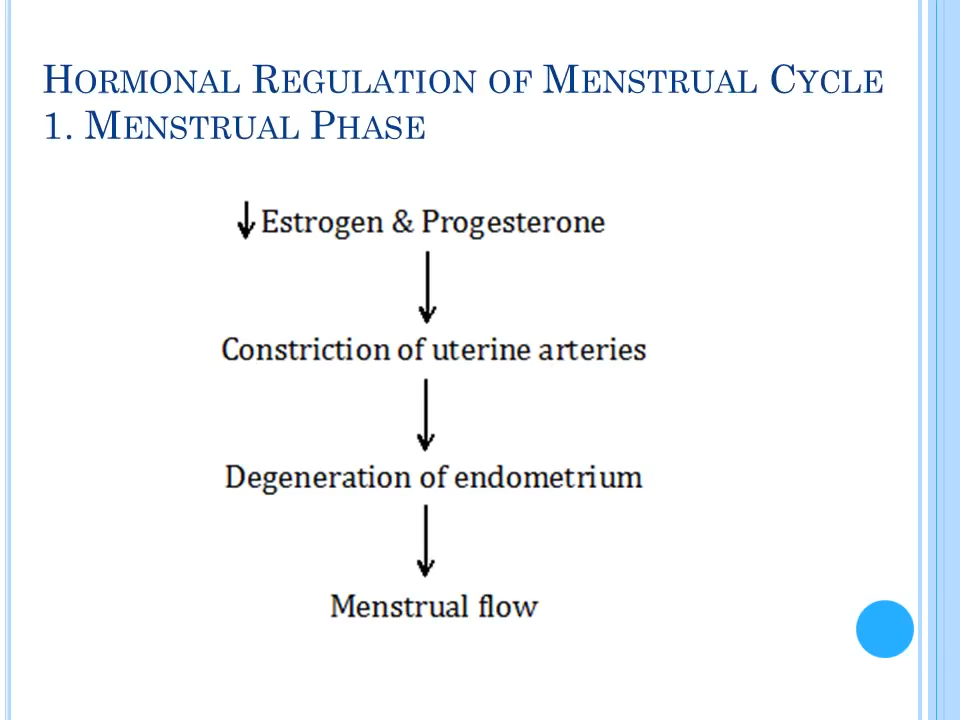 Hormonal Regulation of Menstrual Cycle
1. Menstrual Phase
↓ Estrogen & Progesterone
Constriction of uterine arteries
Degeneration of endometrium
Menstrual flow